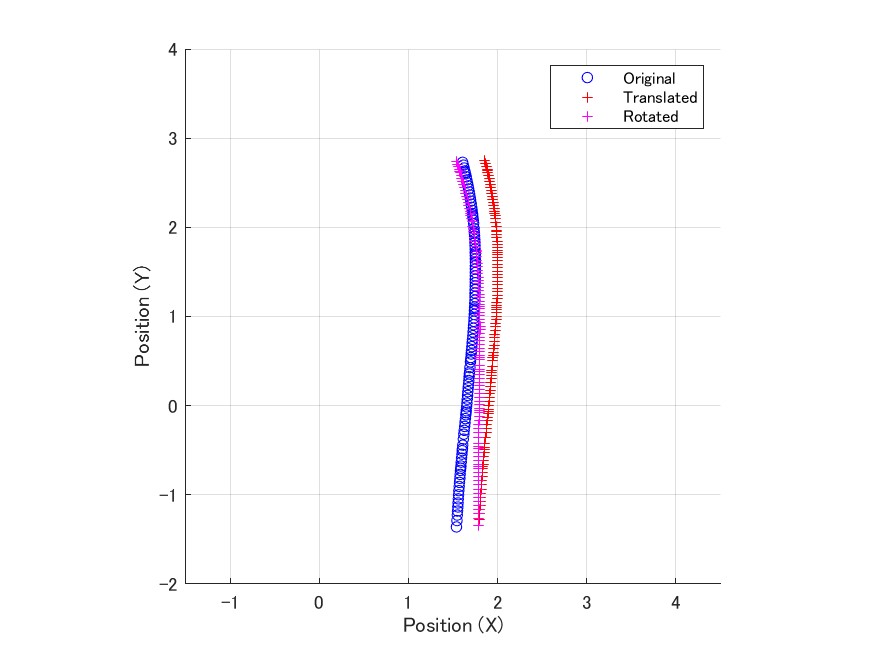 4
3
2
1
0
-1
-2
-1
0
1
2
3
4
Position (Y)
Position (X)
Original
Translated
Rotated